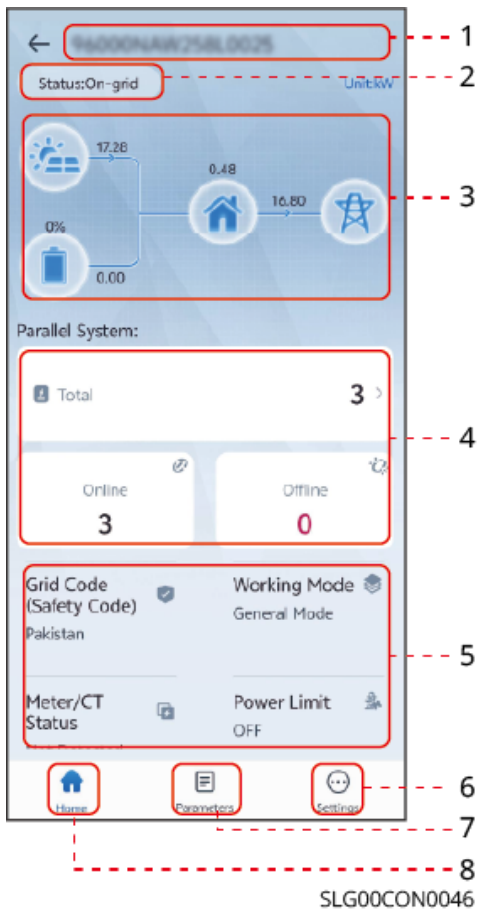 1
Status:On-grid
Unit:kW
2
17.28
0.48
16.80
3
0%
0.00
Parallel System:
Total
3
4
Online
Offline
3
0
Grid Code
(Safety Code)
Pakistan
Working Mode
General Mode
5
Meter/CT
Status
Power Limit
OFF
Home
Parameters
Settings
6
7
8
SLG00CON0046